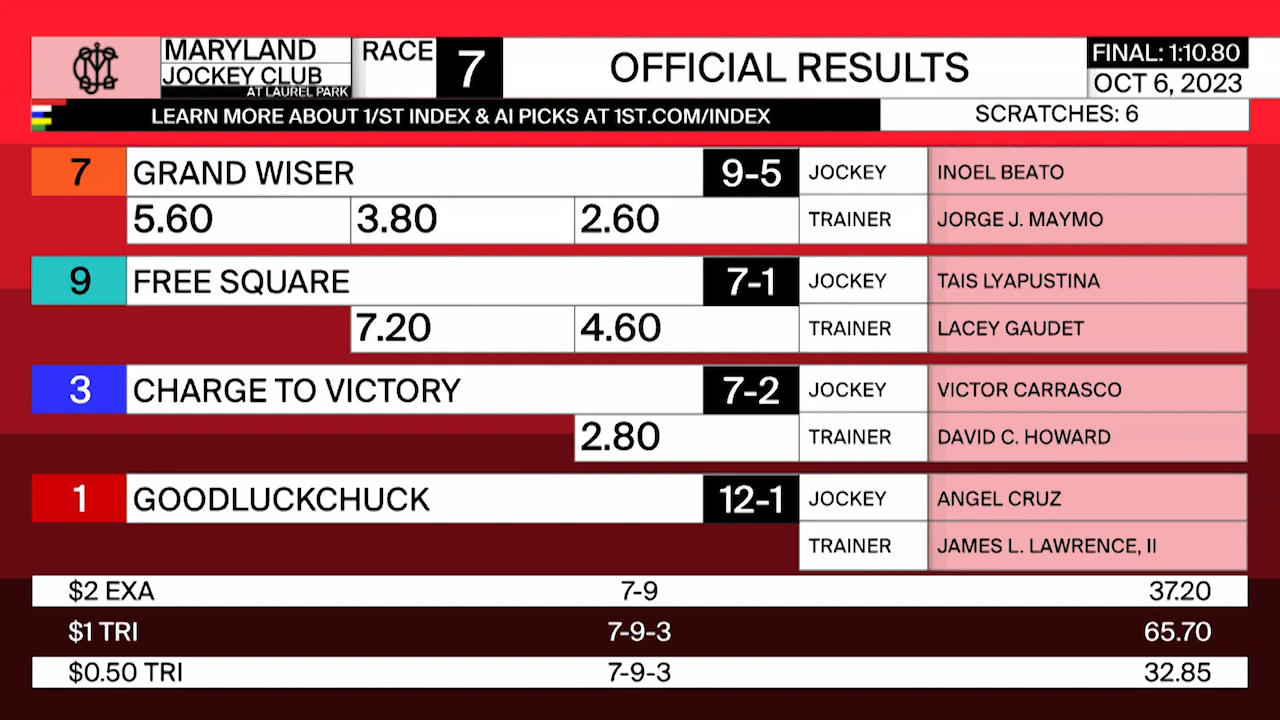 MARYLAND
JOCKEY CLUB
AT LAUREL PARK
RACE 7
OFFICIAL RESULTS
FINAL: 1:10.80
OCT 6, 2023
LEARN MORE ABOUT 1/ST INDEX & AI PICKS AT 1ST.COM/INDEX
SCRATCHES: 6
7 GRAND WISER 9-5 JOCKEY INOEL BEATO
5.60 3.80 2.60 TRAINER JORGE J. MAYMO
9 FREE SQUARE 7-1 JOCKEY TAIS LYAPUSTINA
7.20 4.60 TRAINER LACEY GAUDET
3 CHARGE TO VICTORY 7-2 JOCKEY VICTOR CARRASCO
2.80 TRAINER DAVID C. HOWARD
1 GOODLUCKCHUCK 12-1 JOCKEY ANGEL CRUZ
TRAINER JAMES L. LAWRENCE, II
$2 EXA 7-9 37.20
$1 TRI 7-9-3 65.70
$0.50 TRI 7-9-3 32.85